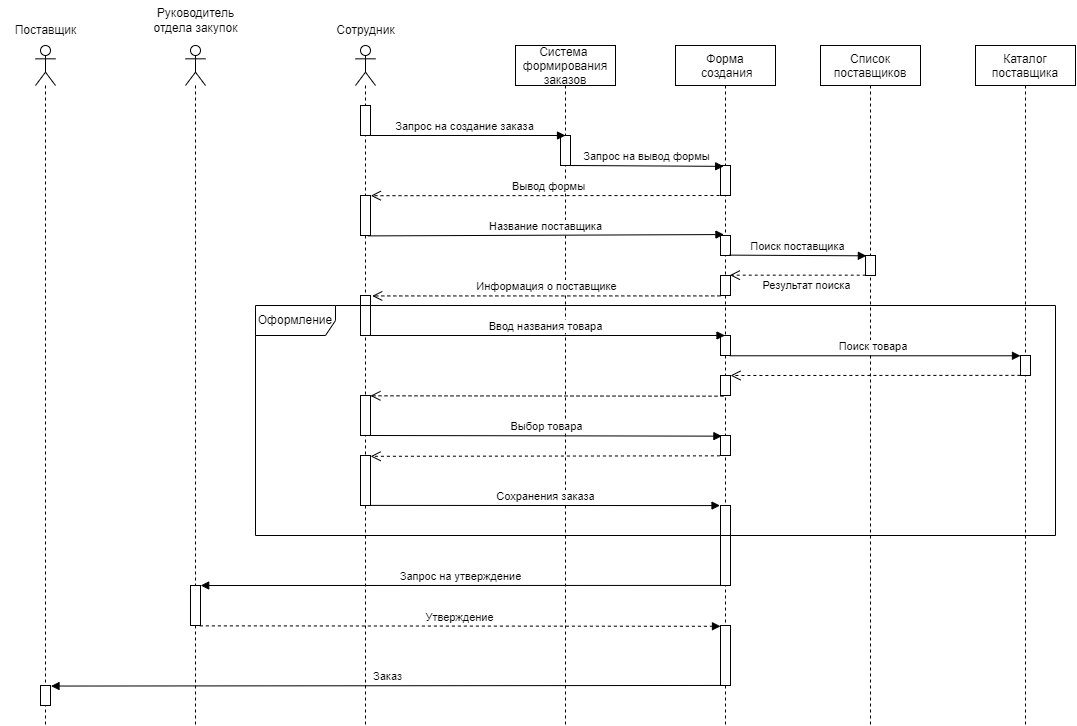 Поставщик
Руководитель
отдела закупок
Сотрудник
Система
формирования
заказов
Форма
создания
Список
поставщиков
Каталог
поставщика
Запрос на создание заказа
Запрос на вывод формы
Вывод формы
Название поставщика
Поиск поставщика
Результат поиска
Информация о поставщике
Оформление
Ввод названия товара
Поиск товара
Выбор товара
Сохранения заказа
Запрос на утверждение
Утверждение
Заказ